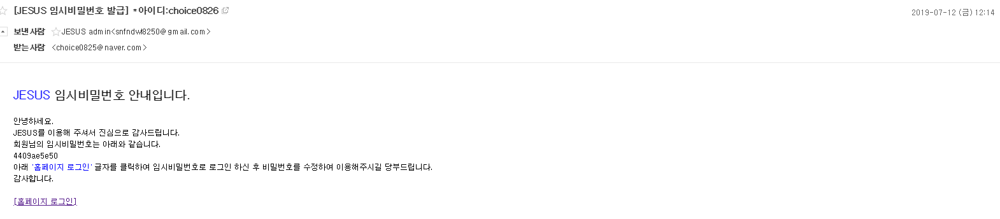 [JESUS 임시비밀번호 발급] *아이디:choice0826
2019-07-12 (금) 12:14
보낸사람 JESUS admin<snfndwl8250@gmail.com>
받는사람 <choice0825@naver.com>
JESUS 임시비밀번호 안내입니다.
안녕하세요.
JESUS를 이용해 주셔서 진심으로 감사드립니다.
회원님의 임시비밀번호는 아래와 같습니다.
4409ae5e50
아래 '홈페이지 로그인' 글자를 클릭하여 임시비밀번호로 로그인 하신 후 비밀번호를 수정하여 이용해주시길 당부드립니다.
감사합니다.
[홈페이지 로그인]